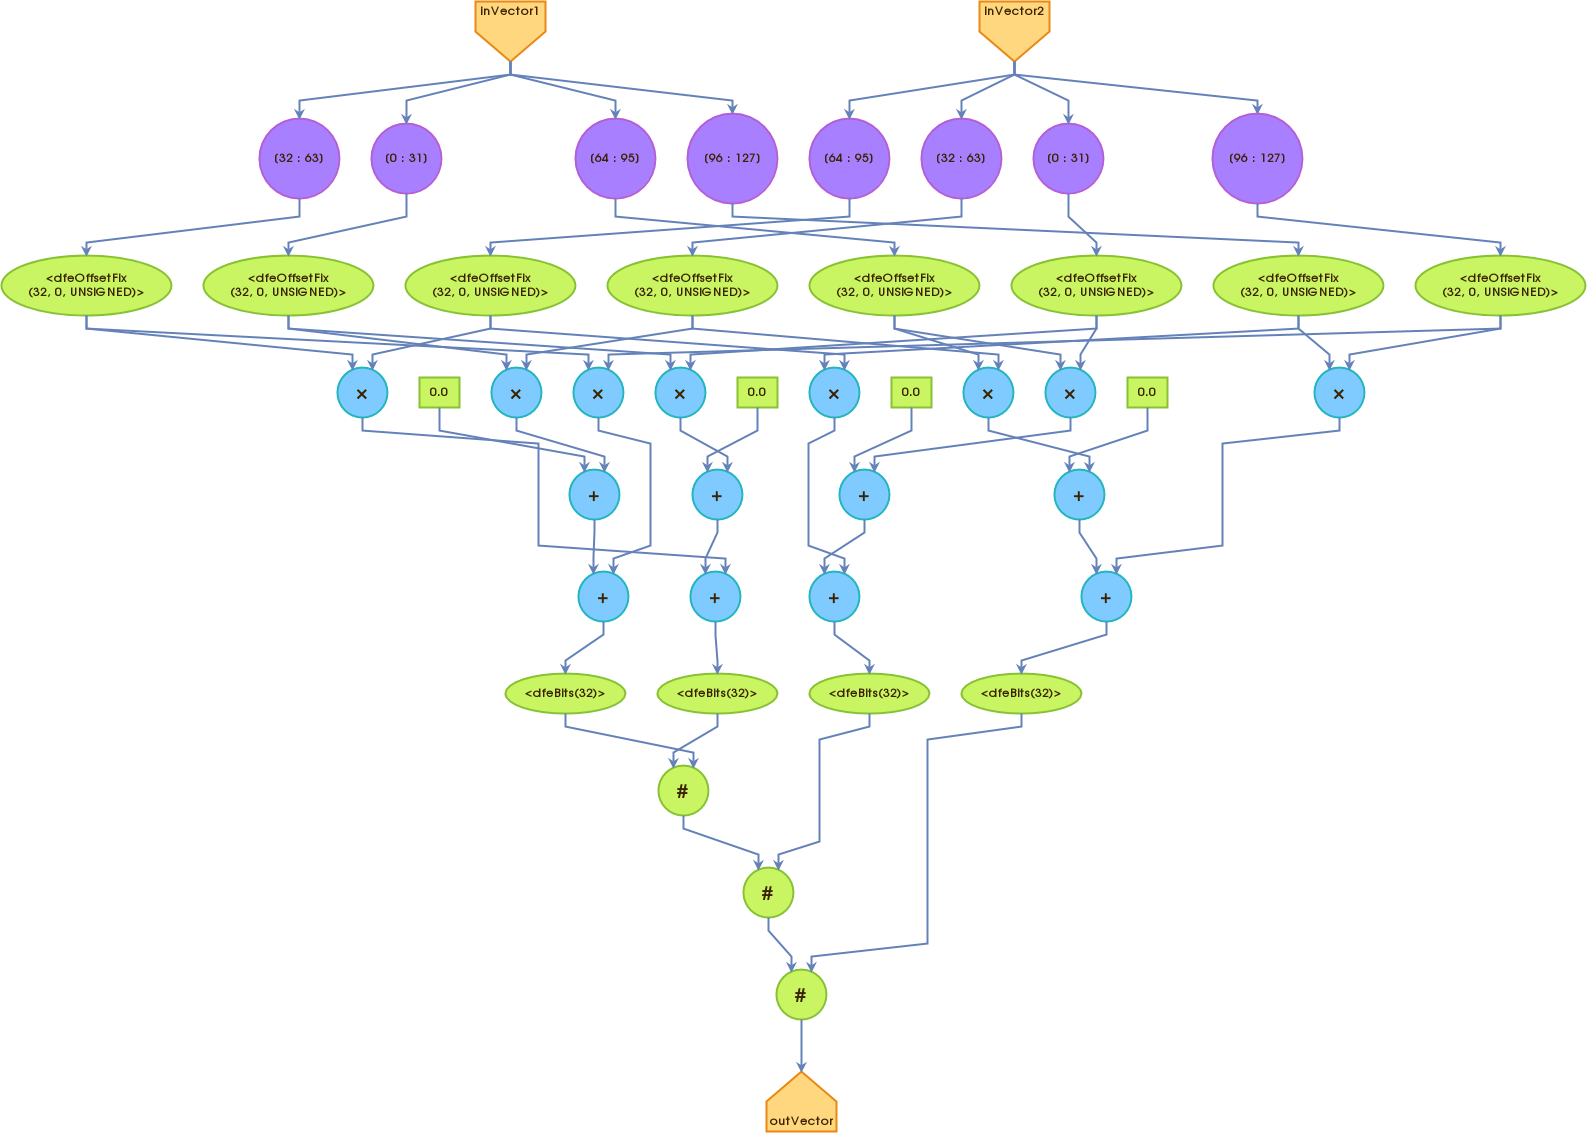 inVector1
inVector2
[32 : 63]
[0 : 31]
[64 : 95]
[96 : 127]
[64 : 95]
[32 : 63]
[0 : 31]
[96 : 127]
<dfeOffsetFix
(32, 0, UNSIGNED)>
<dfeOffsetFix
(32, 0, UNSIGNED)>
<dfeOffsetFix
(32, 0, UNSIGNED)>
<dfeOffsetFix
(32, 0, UNSIGNED)>
<dfeOffsetFix
(32, 0, UNSIGNED)>
<dfeOffsetFix
(32, 0, UNSIGNED)>
<dfeOffsetFix
(32, 0, UNSIGNED)>
<dfeOffsetFix
(32, 0, UNSIGNED)>
×
0.0
×
×
×
0.0
×
0.0
×
×
0.0
×
+
+
+
+
+
+
+
+
<dfeBits(32)>
<dfeBits(32)>
<dfeBits(32)>
<dfeBits(32)>
#
#
#
outVector